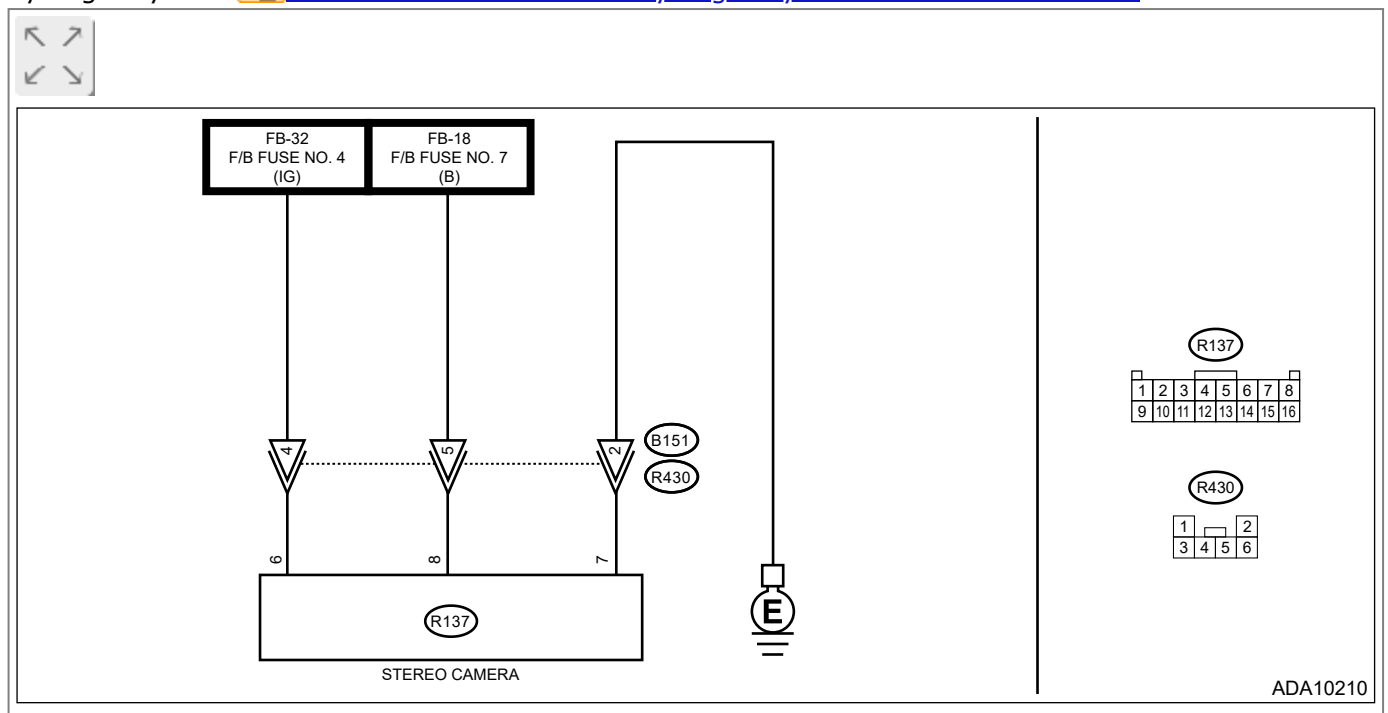 FB-32
F/B FUSE NO. 4
(IG)
FB-18
F/B FUSE NO. 7
(B)
4
5
2
B151
R430
6
8
7
R137
STEREO CAMERA
E
R137
1 2 3 4 5 6 7 8
9 10 11 12 13 14 15 16
R430
1 2
3 4 5 6
ADA10210